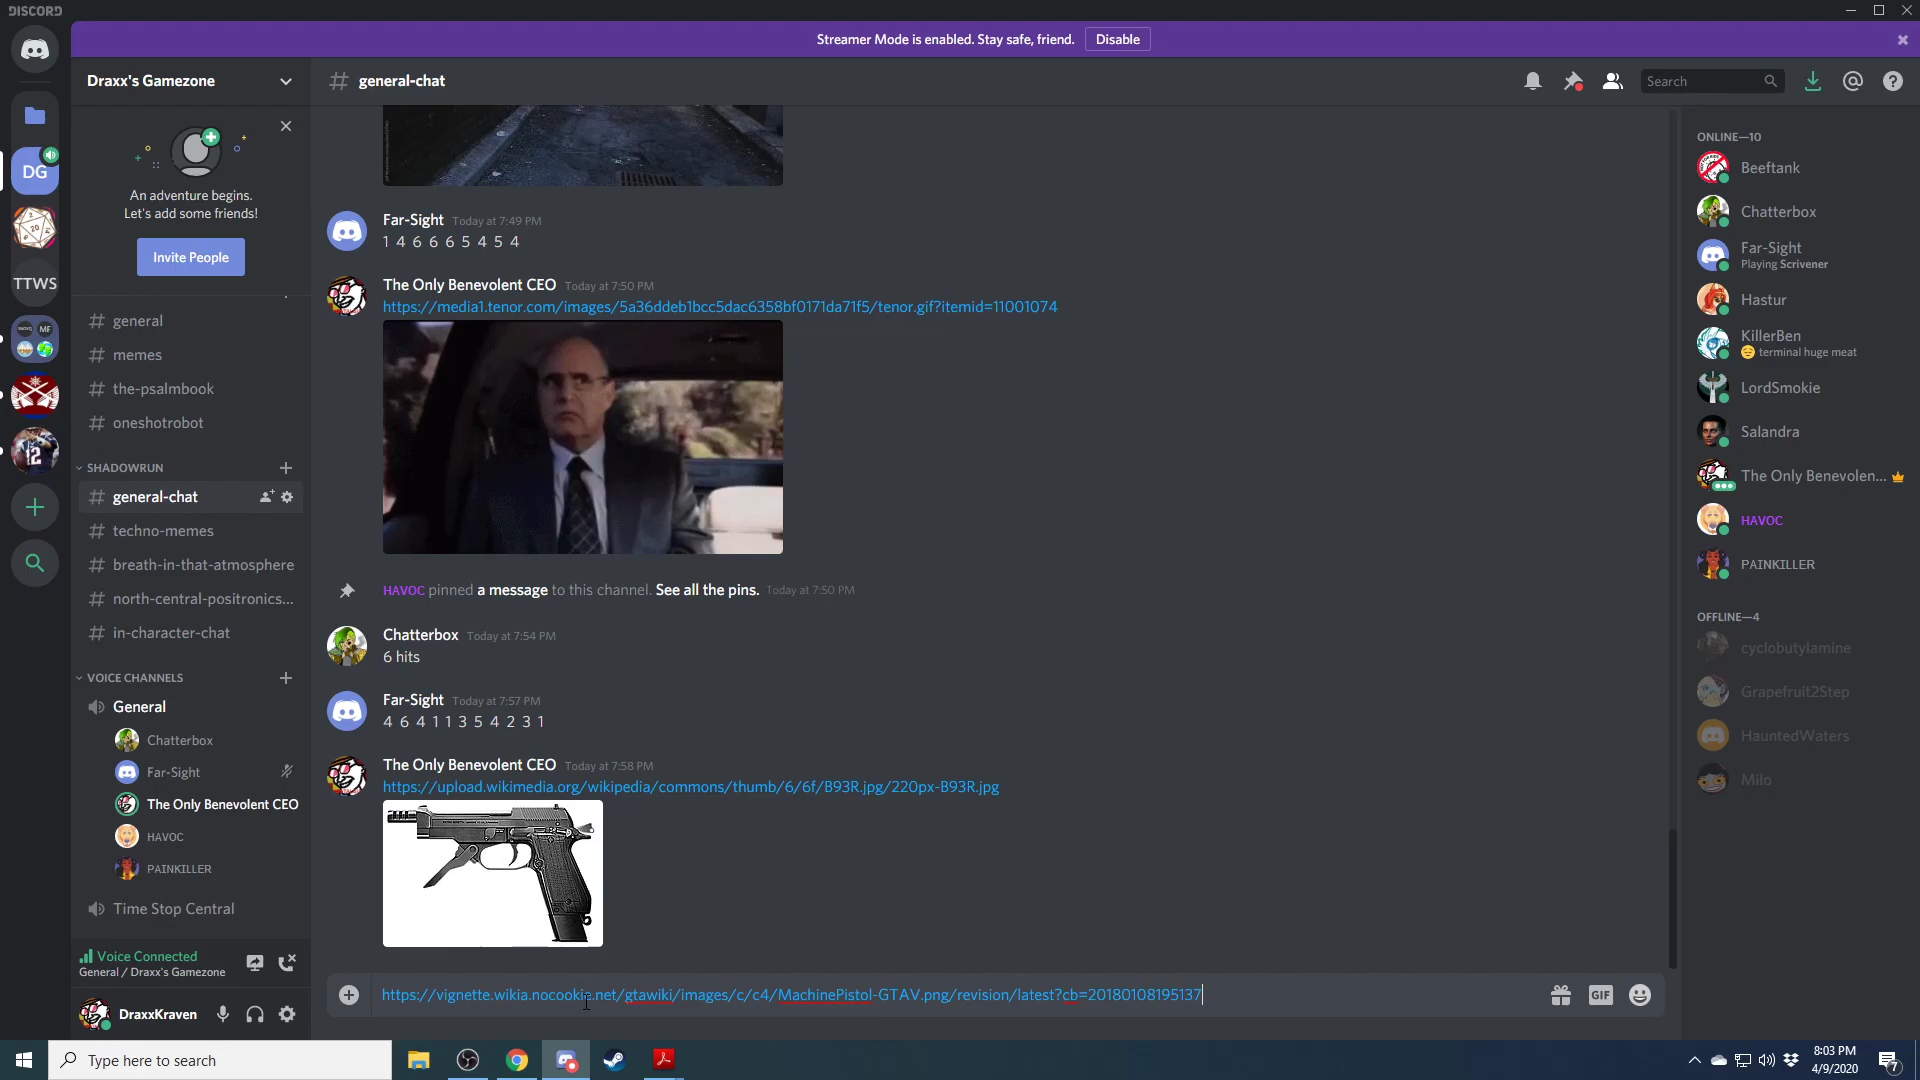 DISCORD
Streamer Mode is enabled. Stay safe, friend.
Disable
Draxx's Gamezone
general-chat
Search
An adventure begins.
Let's add some friends!
Invite People
DG
TTWS
general
memes
the-psalmbook
oneshotrobot
SHADOWRUN
general-chat
techno-memes
breath-in-that-atmosphere
north-central-positronics...
in-character-chat
VOICE CHANNELS
General
Chatterbox
Far-Sight
The Only Benevolent CEO
HAVOC
PAINKILLER
Time Stop Central
Voice Connected
General / Draxx's Gamezone
DraxxKraven
Far-Sight Today at 7:49 PM
1 4 6 6 6 5 4 5 4
The Only Benevolent CEO Today at 7:50 PM
https://media1.tenor.com/images/5a36ddeb1bcc5dac6358bf0171da71f5/tenor.gif?itemid=11001074
HAVOC pinned a message to this channel. See all the pins. Today at 7:50 PM
Chatterbox Today at 7:54 PM
6 hits
Far-Sight Today at 7:57 PM
4 6 4 1 1 3 5 4 2 3 1
The Only Benevolent CEO Today at 7:58 PM
https://upload.wikimedia.org/wikipedia/commons/thumb/6/6f/B93R.jpg/220px-B93R.jpg
https://vignette.wikia.nocookie.net/gtawiki/images/c/c4/MachinePistol-GTAV.png/revision/latest?cb=20180108195137
GIF
ONLINE—10
Beeftank
Chatterbox
Far-Sight
Playing Scrivener
Hastur
KillerBen
terminal huge meat
LordSmokie
Salandra
The Only Benevolen...
HAVOC
PAINKILLER
OFFLINE—4
cyclobutylamine
Grapefruit2Step
HauntedWaters
Milo
Type here to search
8:03 PM
4/9/2020
7